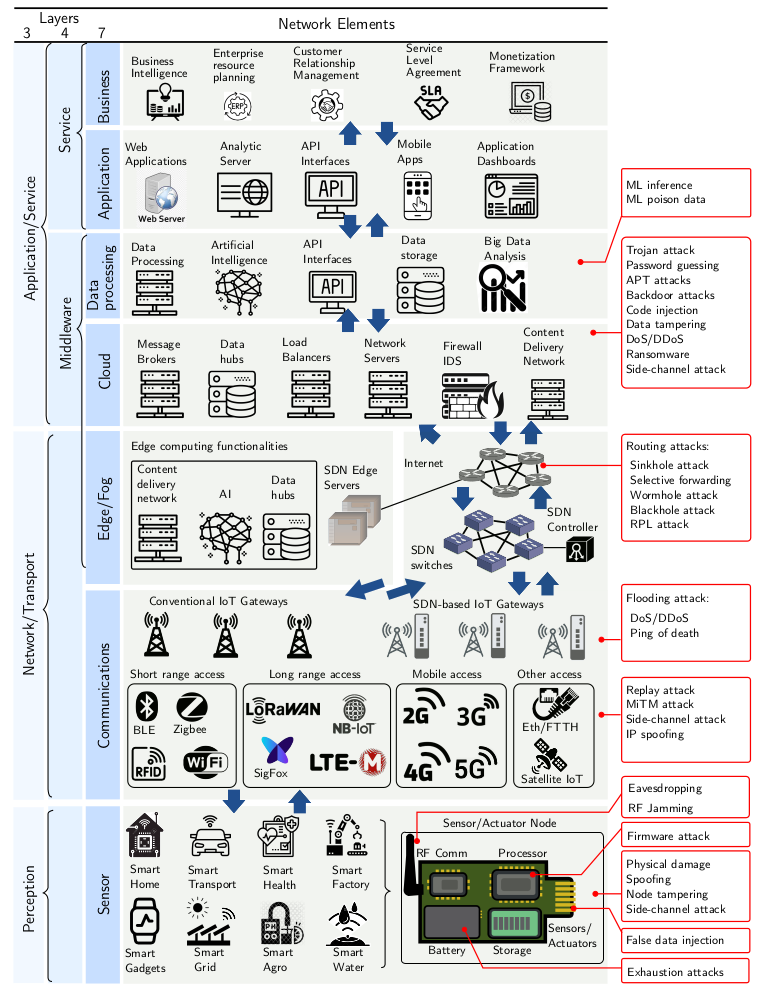 Layers
Network Elements
3
4
7
Application/Service
Network/Transport
Perception
Service
Middleware
Business
Application
Data
processing
Cloud
Edge/Fog
Communications
Sensor
Business
Intelligence
Enterprise
resource
planning
ERP
Customer
Relationship
Management
Service
Level
Agreement
SLA
Monetization
Framework
$
Web
Applications
Web Server
Analytic
Server
API
Interfaces
API
Mobile
Apps
Application
Dashboards
Data
Processing
Artificial
Intelligence
API
Interfaces
API
Data
storage
Big Data
Analysis
ML inference
ML poison data
Message
Brokers
Data
hubs
Load
Balancers
Network
Servers
Firewall
IDS
Content
Delivery
Network
Trojan attack
Password guessing
APT attacks
Backdoor attacks
Code injection
Data tampering
DoS/DDoS
Ransomware
Side-channel attack
Edge computing functionalities
Content
delivery
network
AI
Data
hubs
SDN Edge
Servers
Internet
SDN
switches
SDN
Controller
Routing attacks:
Sinkhole attack
Selective forwarding
Wormhole attack
Blackhole attack
RPL attack
Conventional IoT Gateways
SDN-based IoT Gateways
Flooding attack:
DoS/DDoS
Ping of death
Short range access
BLE
Zigbee
RFID
WiFi
Long range access
LoRaWAN
NB-IoT
SigFox
LTE-M
Mobile access
2G
3G
4G
5G
Other access
Eth/FTTH
Satellite IoT
Replay attack
MiTM attack
Side-channel attack
IP spoofing
Smart
Home
Smart
Transport
Smart
Health
Smart
Factory
Smart
Gadgets
Smart
Grid
PH
Smart
Agro
Smart
Water
Sensor/Actuator Node
RF Comm
Processor
Battery
Storage
Sensors/
Actuators
Eavesdropping
RF Jamming
Firmware attack
Physical damage
Spoofing
Node tampering
Side-channel attack
False data injection
Exhaustion attacks